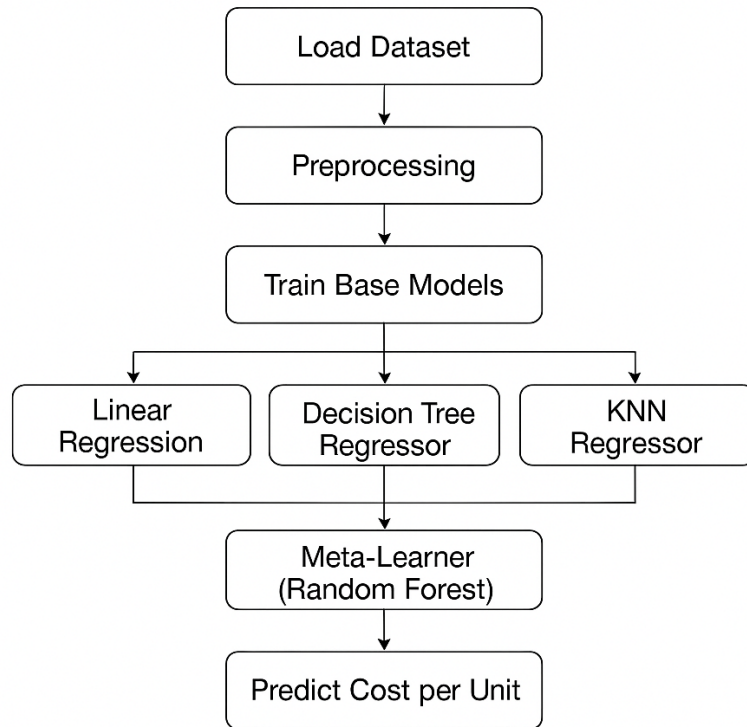 Load Dataset
Preprocessing
Train Base Models
Linear
Regression
Decision Tree
Regressor
KNN
Regressor
Meta-Learner
(Random Forest)
Predict Cost per Unit